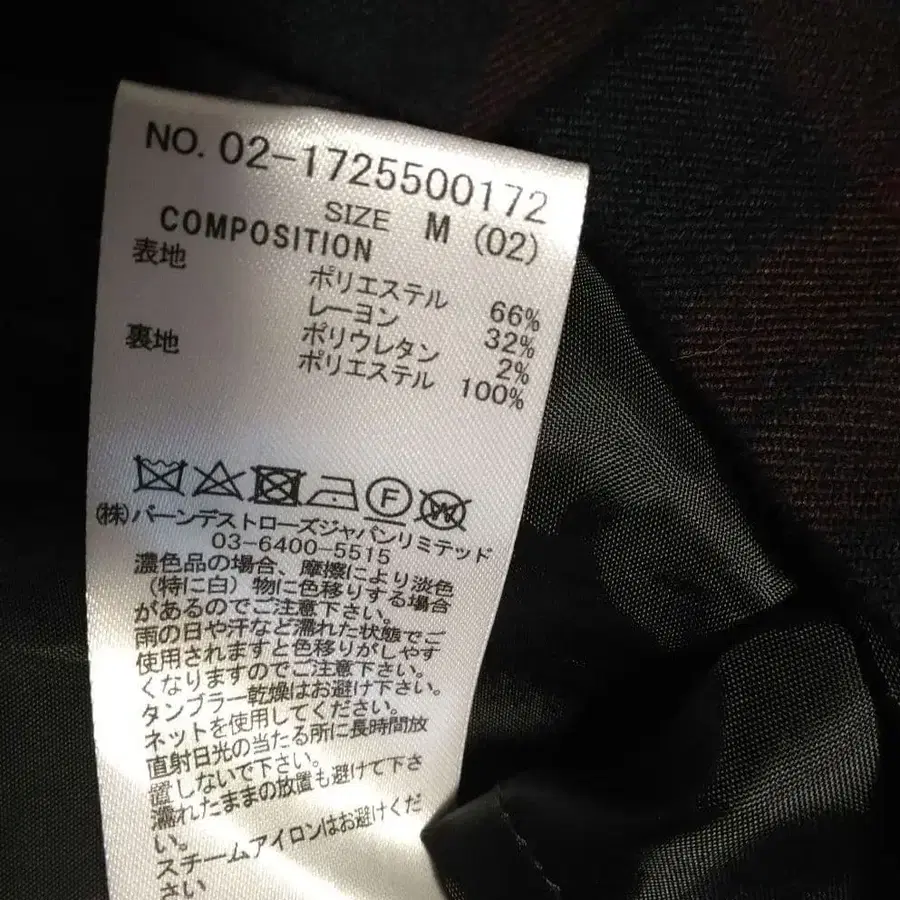 NO. 02-1725500172
SIZE M (02)
COMPOSITION
表地
ポリエステル 66%
レーヨン 32%
ポリウレタン 2%
裏地 ポリエステル 100%
F
W
(株)バーンデストローズジャパンリミテッド
03-6400-5515
濃色品の場合、摩擦により淡色
(特に白)物に色移りする場合
があるのでご注意下さい。
雨の日や汗など濡れた状態でご
使用されますと色移りがしやす
くなりますのでご注意下さい。
タンブラー乾燥はお避け下さい。
ネットを使用してください。
直射日光の当たる所に長時間放
置しないで下さい。
濡れたままの放置も避けて下さ
い。
スチームアイロンはお避けくだ
さい